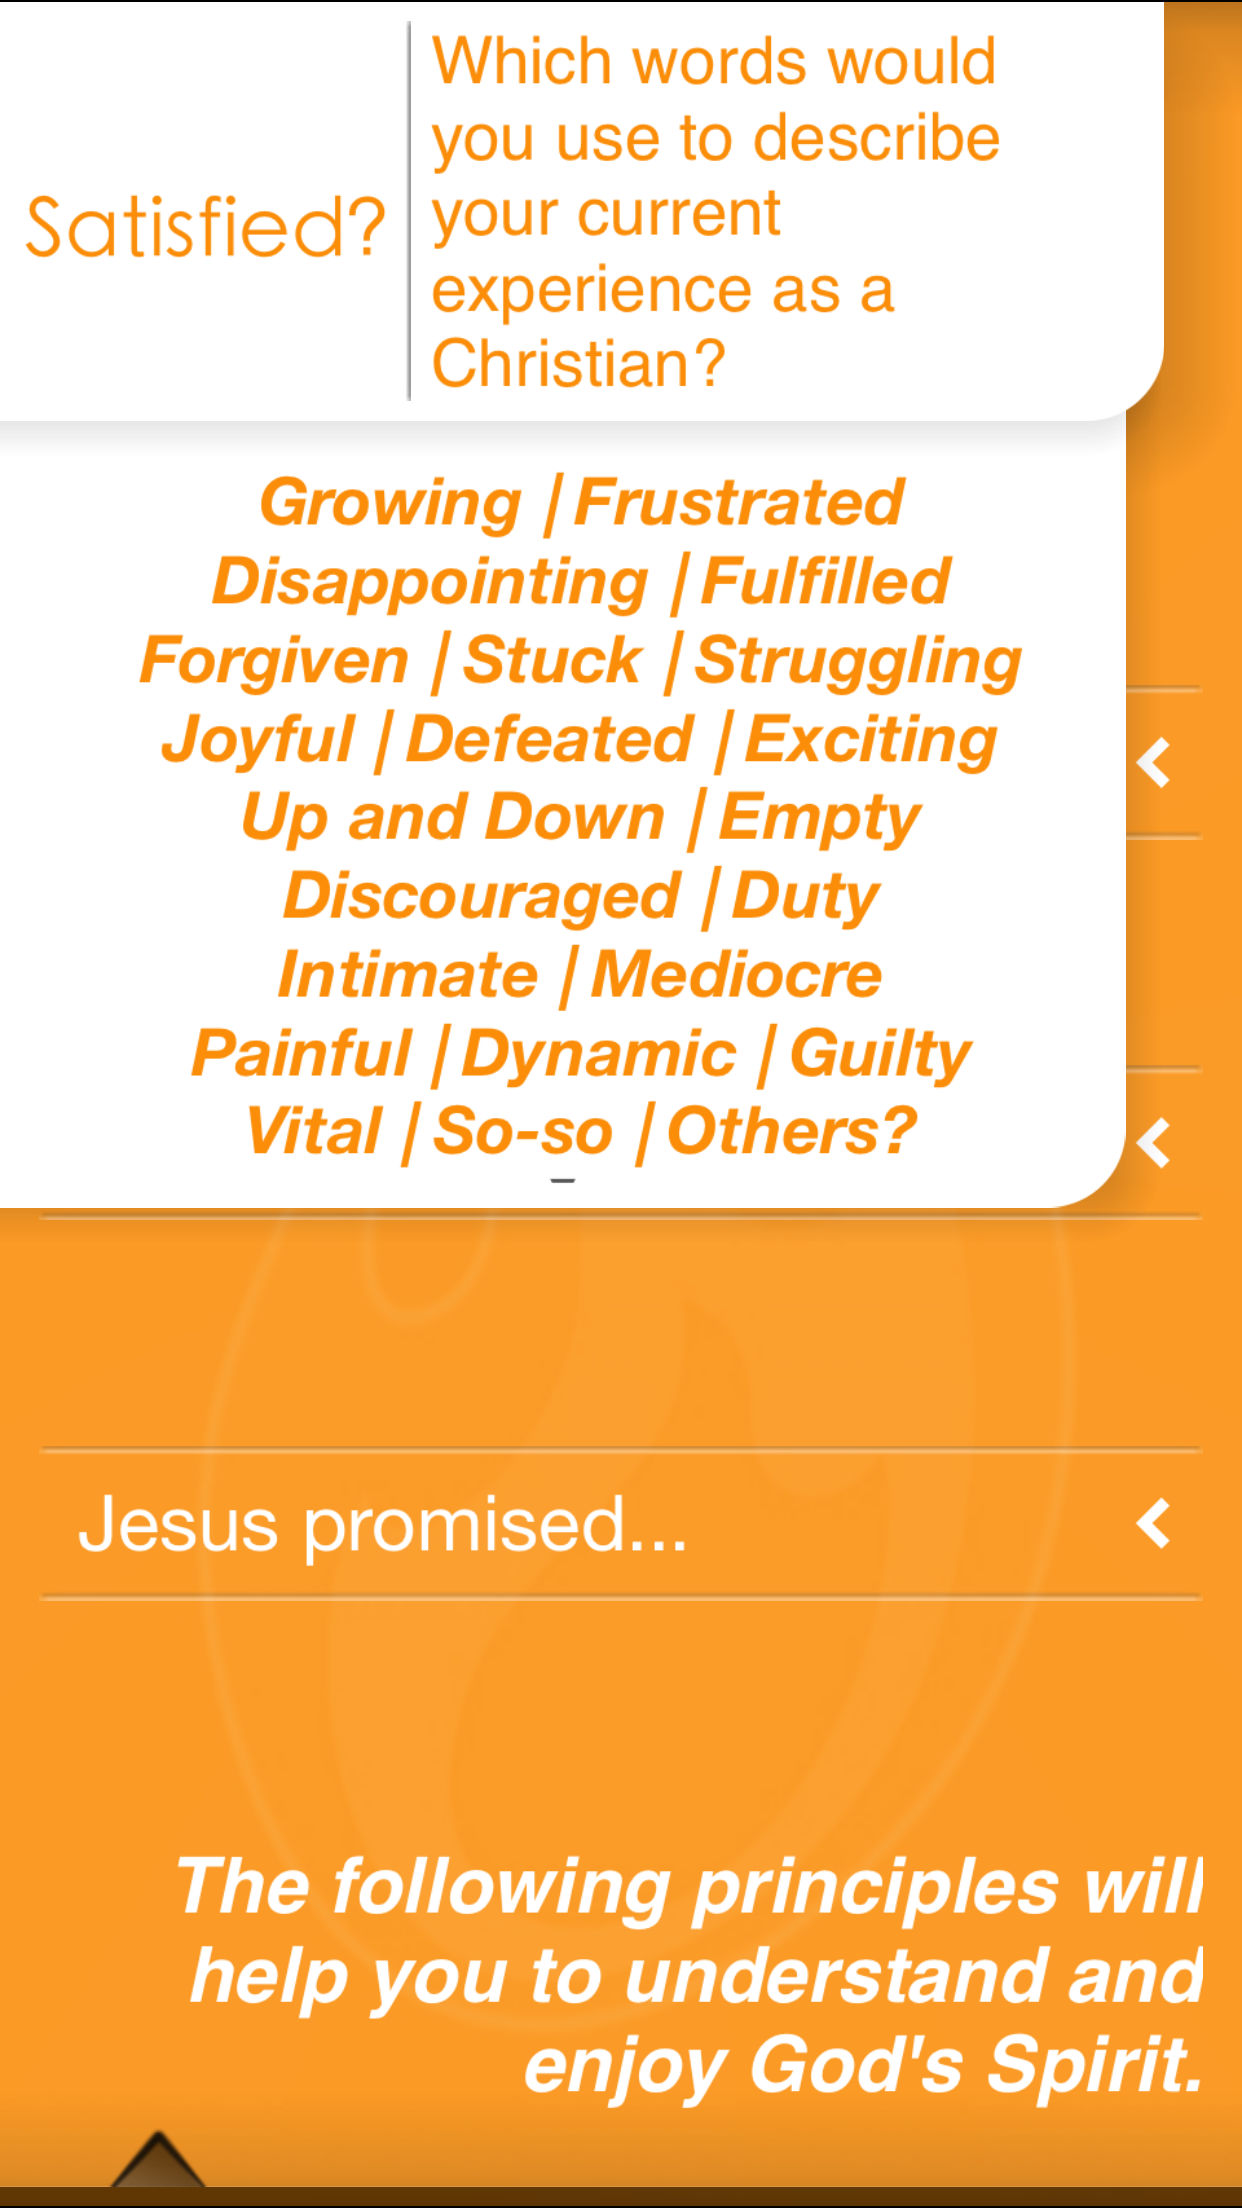 Satisfied?
Which words would
you use to describe
your current
experience as a
Christian?
Growing | Frustrated
Disappointing | Fulfilled
Forgiven | Stuck | Struggling
Joyful | Defeated | Exciting
Up and Down | Empty
Discouraged | Duty
Intimate | Mediocre
Painful | Dynamic | Guilty
Vital | So-so | Others?
Jesus promised...
The following principles will
help you to understand and
enjoy God's Spirit.